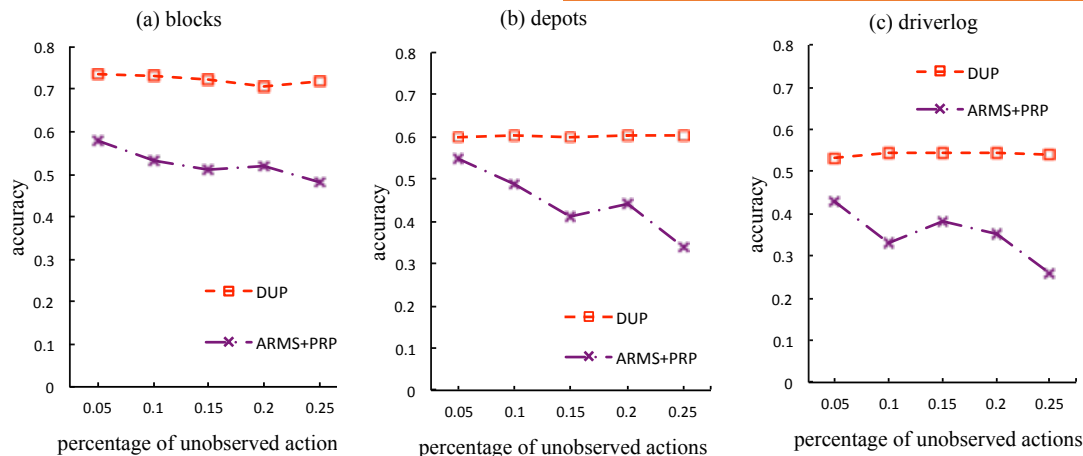 (a) blocks
0.8
0.7
0.6
0.5
0.4
0.3
0.2
0.1
0
accuracy
DUP
ARMS+PRP
0.05 0.1 0.15 0.2 0.25
percentage of unobserved action
(b) depots
0.8
0.7
0.6
0.5
0.4
0.3
0.2
0.1
0
accuracy
DUP
ARMS+PRP
0.05 0.1 0.15 0.2 0.25
percentage of unobserved actions
(c) driverlog
0.8
0.7
0.6
0.5
0.4
0.3
0.2
0.1
0
accuracy
DUP
ARMS+PRP
0.05 0.1 0.15 0.2 0.25
percentage of unobserved actions